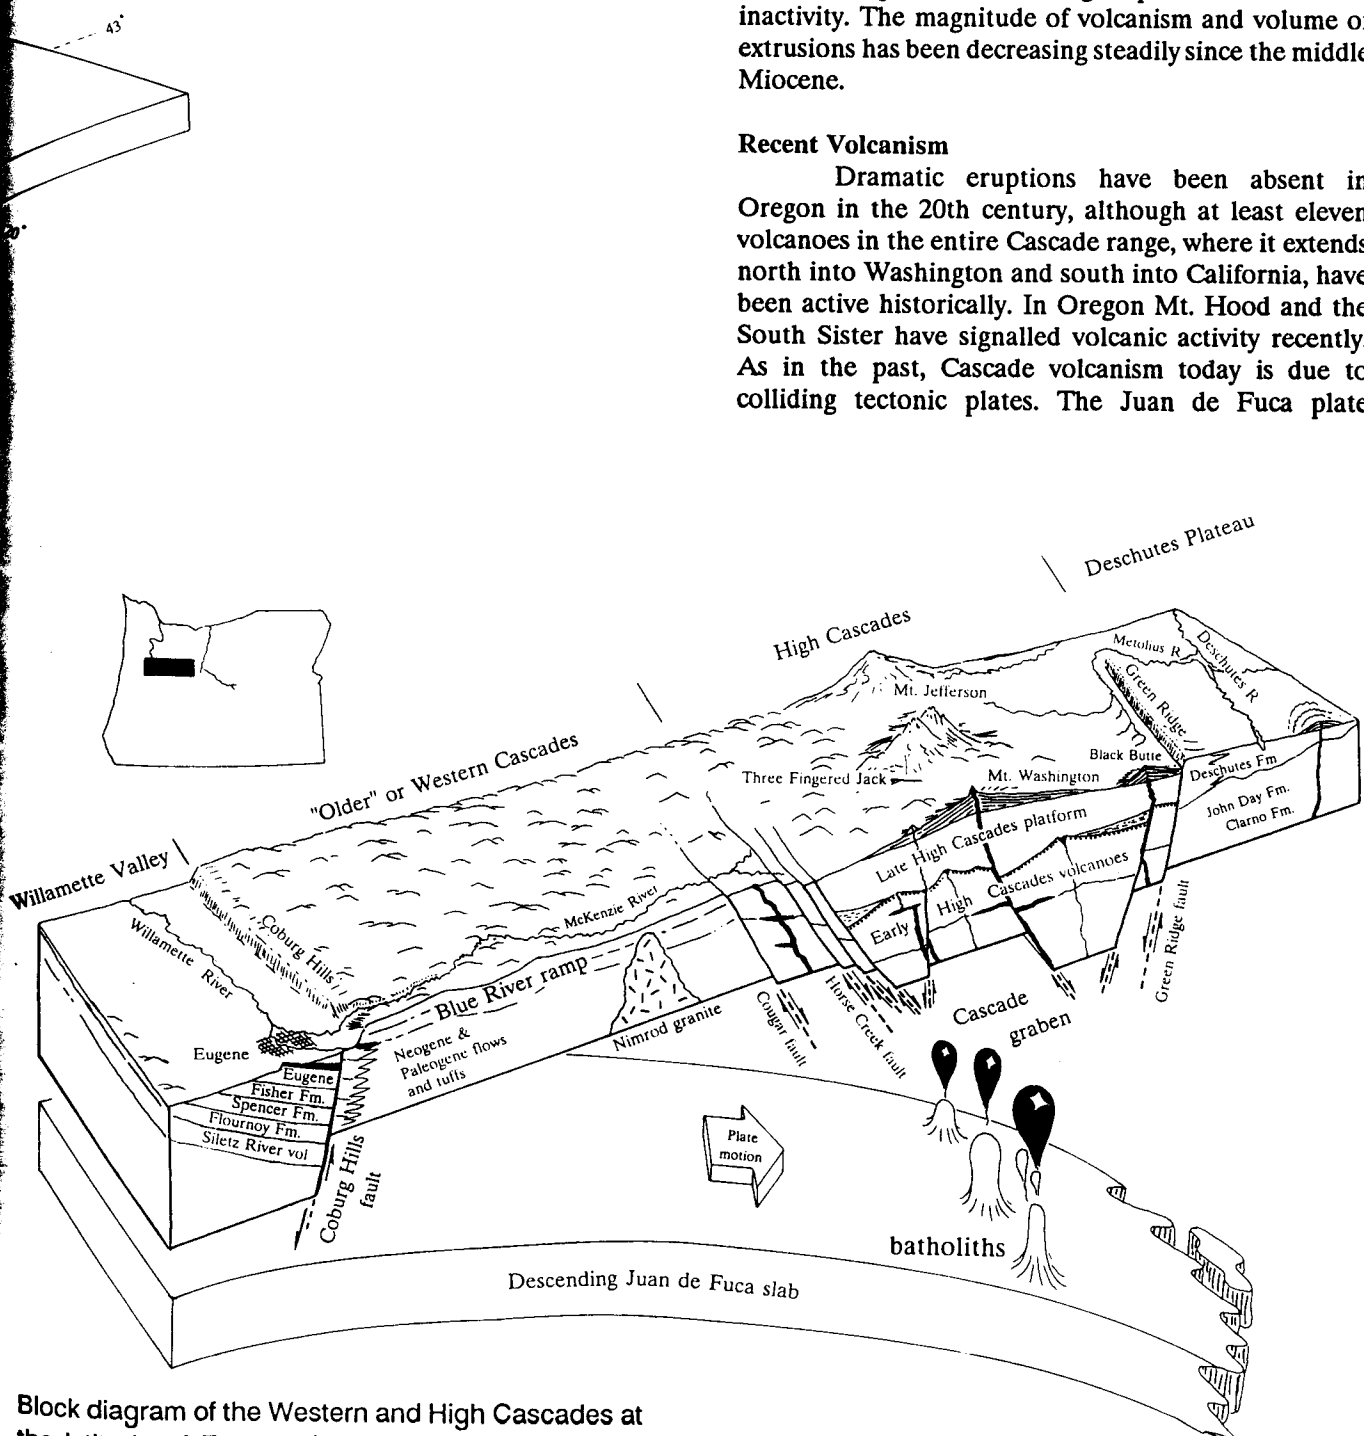 inactivity. The magnitude of volcanism and volume of
extrusions has been decreasing steadily since the middle
Miocene.
Recent Volcanism
Dramatic eruptions have been absent in
Oregon in the 20th century, although at least eleven
volcanoes in the entire Cascade range, where it extends
north into Washington and south into California, have
been active historically. In Oregon Mt. Hood and the
South Sister have signalled volcanic activity recently.
As in the past, Cascade volcanism today is due to
colliding tectonic plates. The Juan de Fuca plate
43°
Deschutes Plateau
High Cascades
"Older" or Western Cascades
Willamette Valley
Metolius R
Deschutes R
Green Ridge
Mt. Jefferson
Black Butte
Three Fingered Jack
Mt. Washington
Deschutes Fm
John Day Fm.
Clarno Fm.
Late High Cascades platform
Early High Cascades volcanoes
McKenzie River
Coburg Hills
Willamette River
Blue River ramp
Neogene &
Paleogene flows
and tuffs
Nimrod granite
Cougar fault
Horse Creek fault
Cascade
graben
Green Ridge fault
Eugene
Eugene
Fisher Fm.
Spencer Fm.
Flournoy Fm.
Siletz River vol
Coburg Hills
fault
Plate
motion
batholiths
Descending Juan de Fuca slab
Block diagram of the Western and High Cascades at